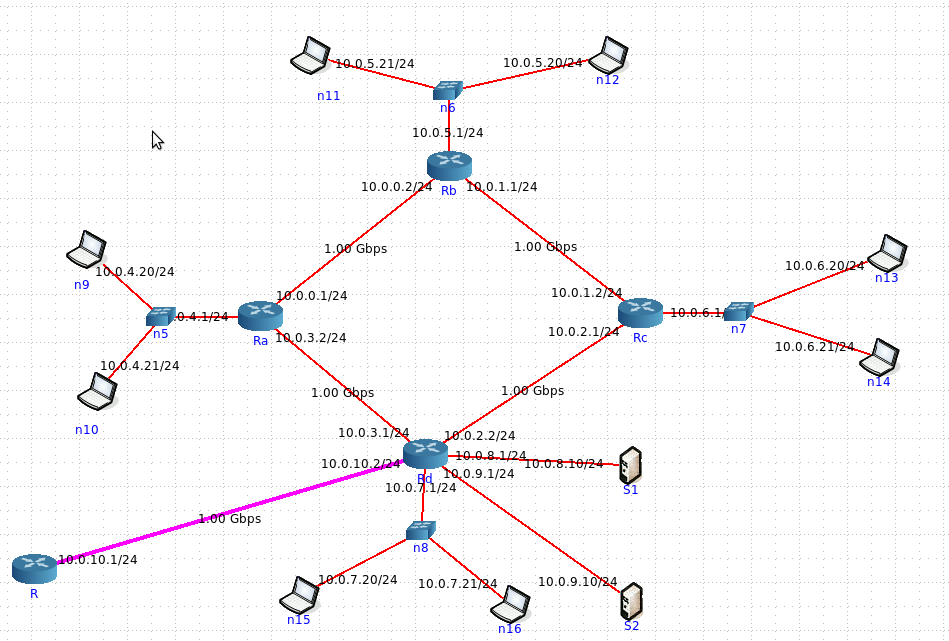 10.0.5.21/24
10.0.5.20/24
n12
n11
n6
10.0.5.1/24
10.0.0.2/24
Rb
10.0.1.1/24
1.00 Gbps
1.00 Gbps
10.0.4.20/24
n9
10.0.6.20/24
n13
10.0.0.1/24
10.0.1.2/24
.0.4.1/24
n5
Ra
10.0.3.2/24
10.0.6.1/
n7
10.0.2.1/24
Rc
10.0.6.21/24
n14
10.0.4.21/24
n10
1.00 Gbps
1.00 Gbps
10.0.3.1/24
10.0.2.2/24
10.0.10.2/24
10.0.8.1/24
10.0.8.10/24
Rd
10.0.9.1/24
10.0.7.1/24
S1
1.00 Gbps
n8
10.0.10.1/24
R
10.0.7.20/24
10.0.7.21/24
10.0.9.10/24
n15
n16
S2